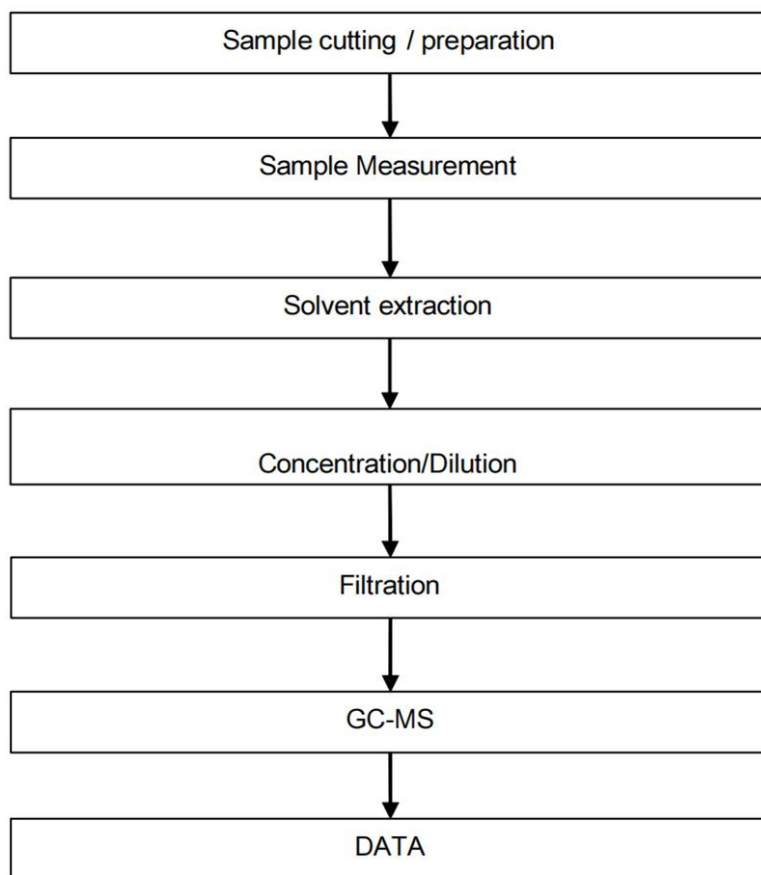 Sample cutting / preparation
Sample Measurement
Solvent extraction
Concentration/Dilution
Filtration
GC-MS
DATA